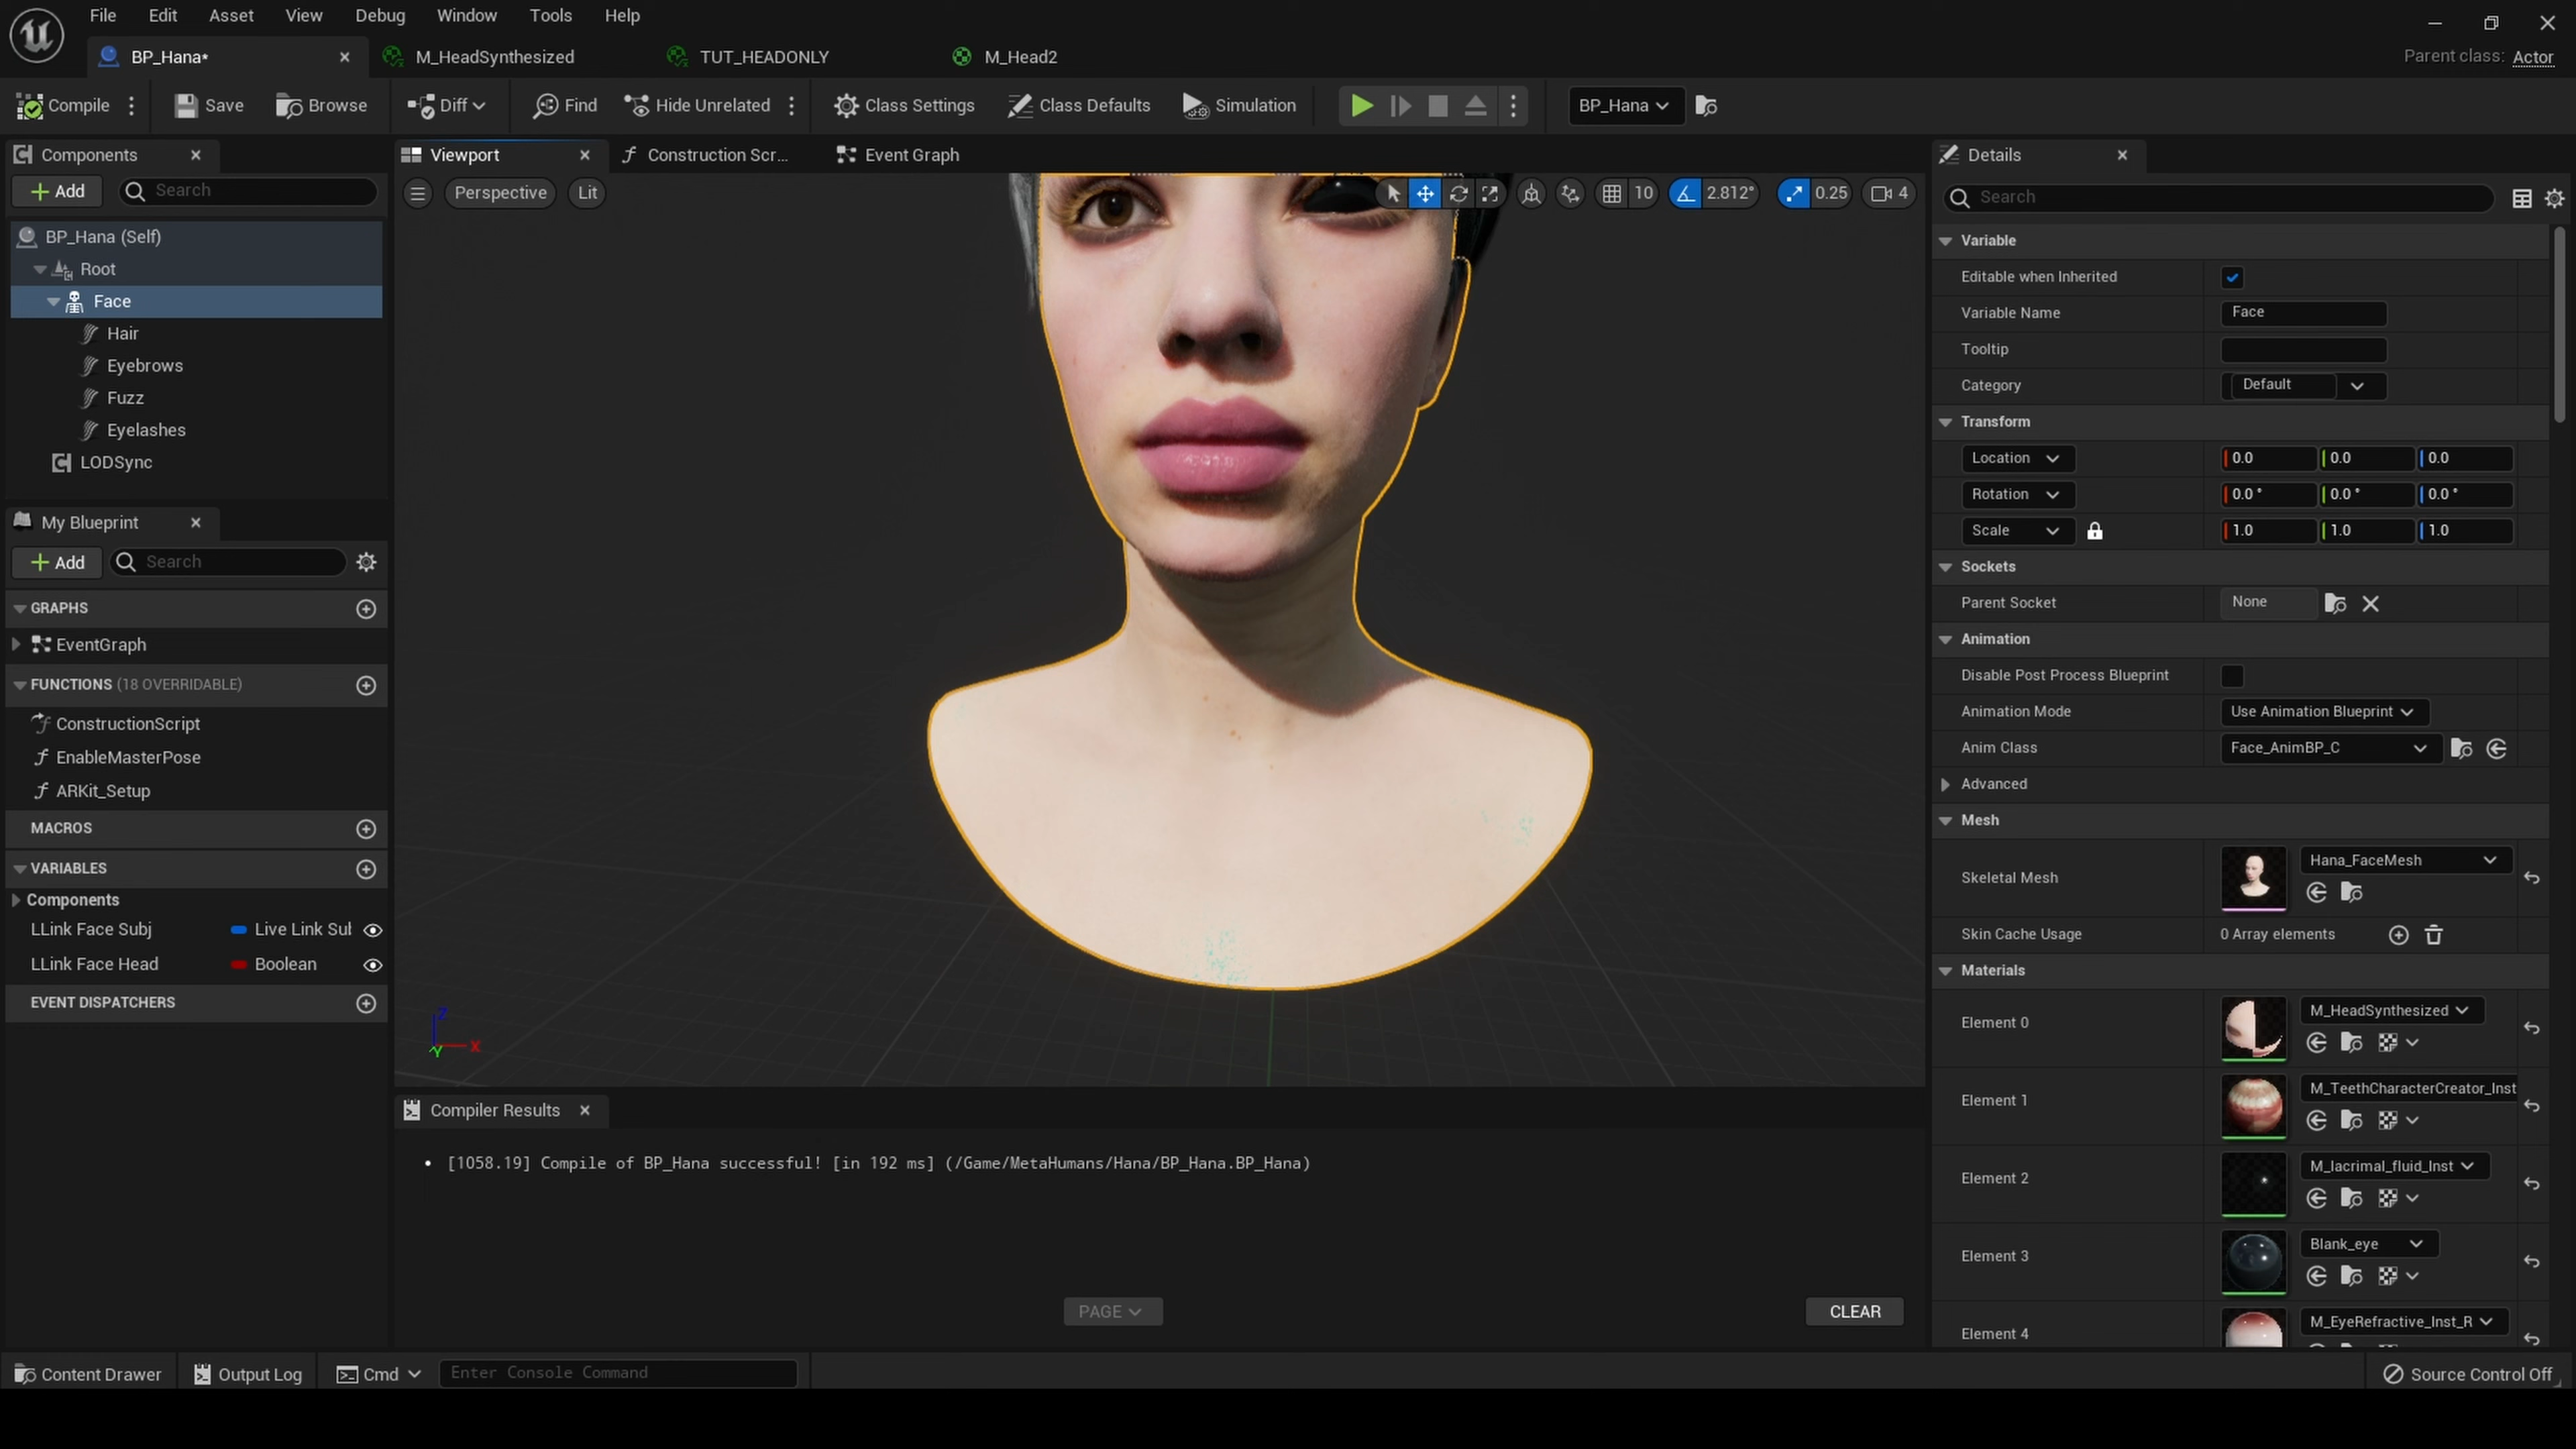 File Edit Asset View Debug Window Tools Help
BP_Hana* M_HeadSynthesized TUT_HEADONLY M_Head2 Parent class: Actor
Compile Save Browse Diff Find Hide Unrelated Class Settings Class Defaults Simulation BP_Hana
Components
Add Search
BP_Hana (Self)
Root
Face
Hair
Eyebrows
Fuzz
Eyelashes
LODSync
My Blueprint
Add Search
GRAPHS
EventGraph
FUNCTIONS (18 OVERRIDABLE)
ConstructionScript
EnableMasterPose
ARKit_Setup
MACROS
VARIABLES
Components
LLink Face Subj Live Link Sul
LLink Face Head Boolean
EVENT DISPATCHERS
Viewport Construction Scr... Event Graph
Perspective Lit 10 2.812° 0.25 4
Z
X
Y
Compiler Results
• [1058.19] Compile of BP_Hana successful! [in 192 ms] (/Game/MetaHumans/Hana/BP_Hana.BP_Hana)
PAGE CLEAR
Details
Search
Variable
Editable when Inherited
Variable Name Face
Tooltip
Category Default
Transform
Location 0.0 0.0 0.0
Rotation 0.0 ° 0.0 ° 0.0 °
Scale 1.0 1.0 1.0
Sockets
Parent Socket None
Animation
Disable Post Process Blueprint
Animation Mode Use Animation Blueprint
Anim Class Face_AnimBP_C
Advanced
Mesh
Skeletal Mesh Hana_FaceMesh
Skin Cache Usage 0 Array elements
Materials
Element 0 M_HeadSynthesized
Element 1 M_TeethCharacterCreator_Inst
Element 2 M_lacrimal_fluid_Inst
Element 3 Blank_eye
Element 4 M_EyeRefractive_Inst_R
Content Drawer Output Log Cmd Enter Console Command Source Control Off